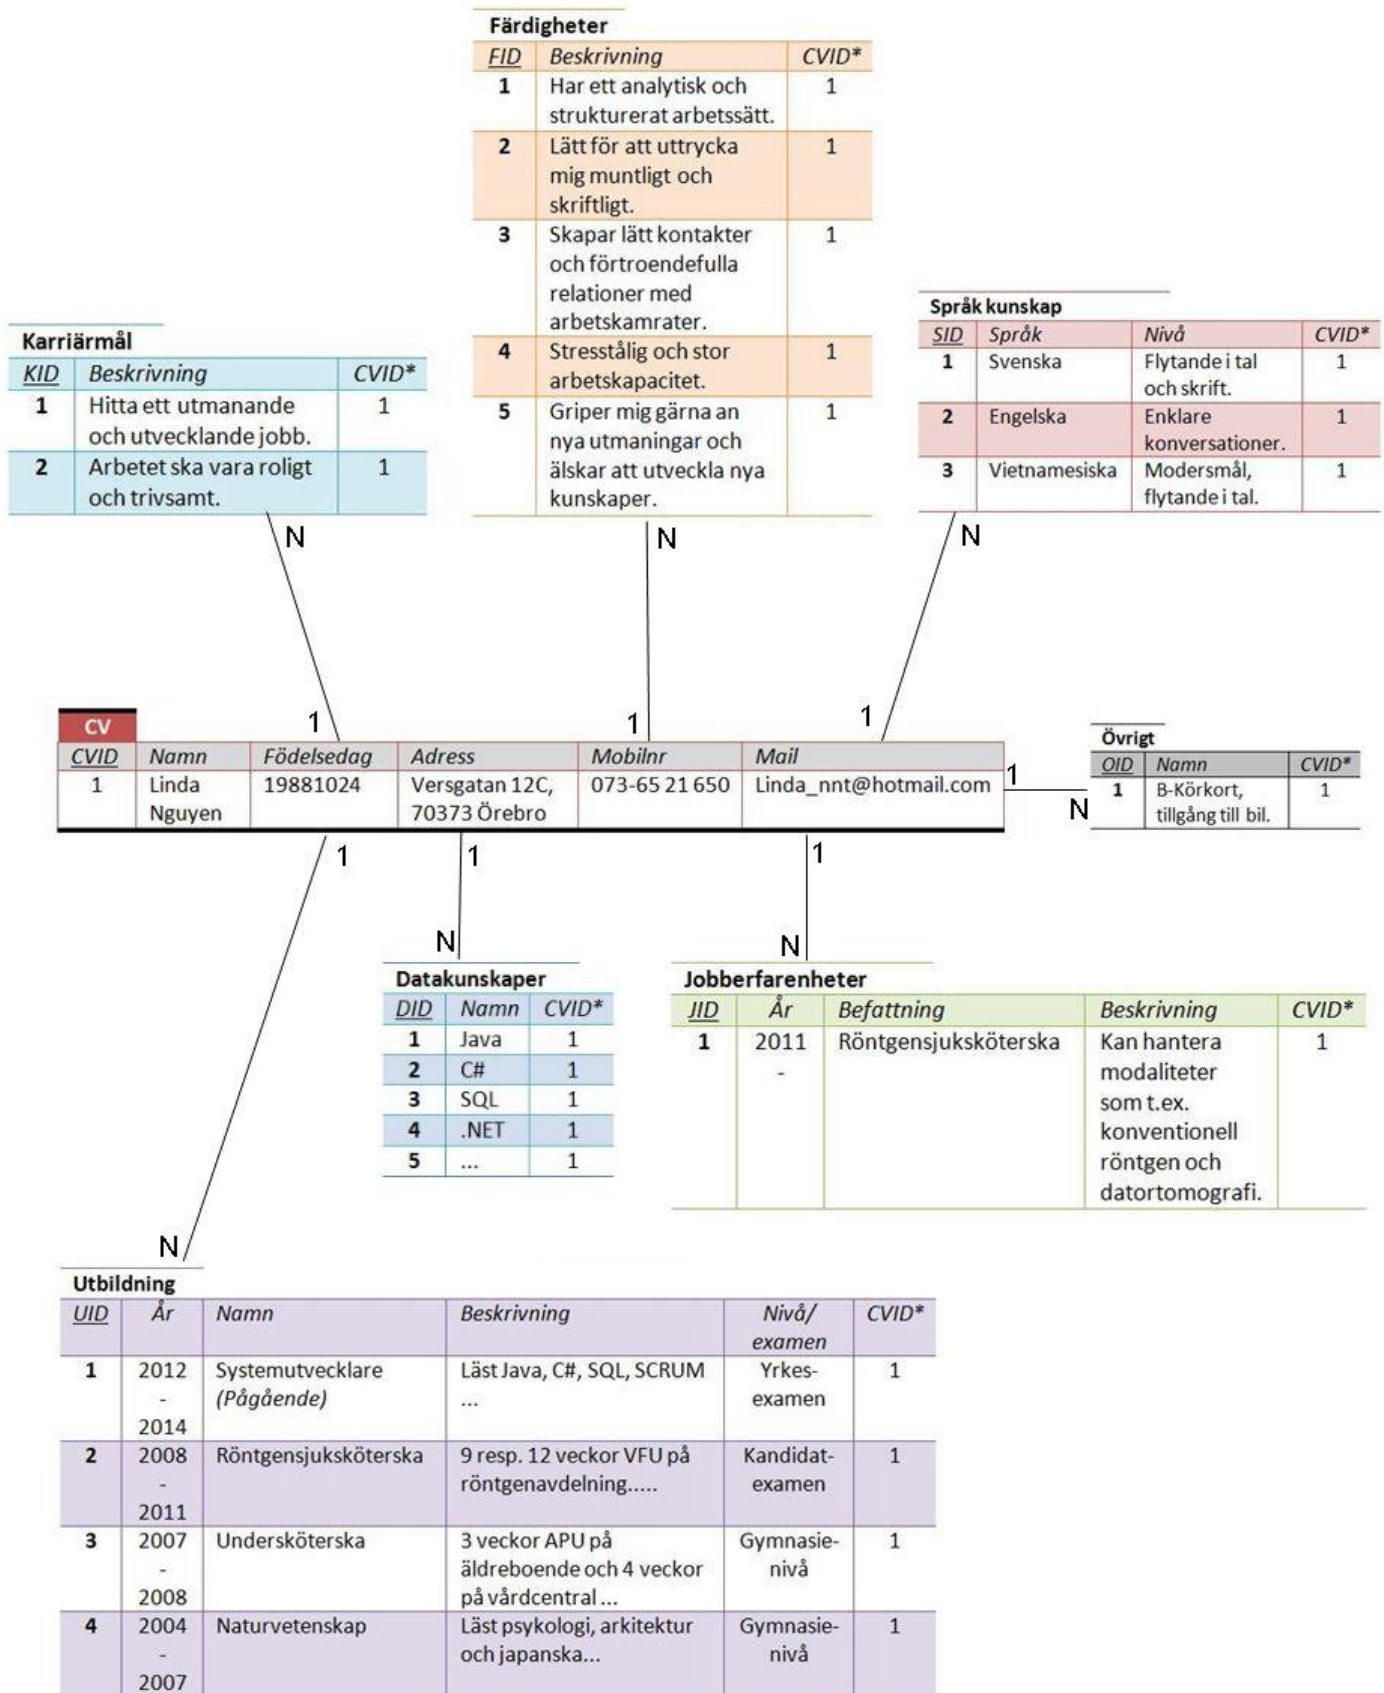 Färdigheter
FID Beskrivning CVID*
1 Har ett analytisk och 1
strukturerat arbetssätt.
2 Lätt för att uttrycka 1
mig muntligt och
skriftligt.
3 Skapar lätt kontakter 1
och förtroendefulla
relationer med
arbetskamrater.
4 Stresstålig och stor 1
arbetskapacitet.
5 Griper mig gärna an 1
nya utmaningar och
älskar att utveckla nya
kunskaper.
Språk kunskap
SID Språk Nivå CVID*
1 Svenska Flytande i tal 1
och skrift.
2 Engelska Enklare 1
konversationer.
3 Vietnamesiska Modersmål, 1
flytande i tal.
Karriärmål
KID Beskrivning CVID*
1 Hitta ett utmanande 1
och utvecklande jobb.
2 Arbetet ska vara roligt 1
och trivsamt.
N N N
1 1 1
CV
CVID Namn Födelsedag Adress Mobilnr Mail
1 Linda 19881024 Versgatan 12C, 073-65 21 650 Linda_nnt@hotmail.com
Nguyen 70373 Örebro
1
N
Övrigt
OID Namn CVID*
1 B-Körkort, 1
tillgång till bil.
1 1 1
N N
Datakunskaper
DID Namn CVID*
1 Java 1
2 C# 1
3 SQL 1
4 .NET 1
5 ... 1
Jobberfarenheter
JID År Befattning Beskrivning CVID*
1 2011 Röntgensjuksköterska Kan hantera 1
- modaliteter
som t.ex.
konventionell
röntgen och
datortomografi.
N
Utbildning
UID År Namn Beskrivning Nivå/ CVID*
examen
1 2012 Systemutvecklare Läst Java, C#, SQL, SCRUM Yrkes- 1
- (Pågående) ... examen
2014
2 2008 Röntgensjuksköterska 9 resp. 12 veckor VFU på Kandidat- 1
- röntgenavdelning..... examen
2011
3 2007 Undersköterska 3 veckor APU på Gymnasie- 1
- äldreboende och 4 veckor nivå
2008 på vårdcentral ...
4 2004 Naturvetenskap Läst psykologi, arkitektur Gymnasie- 1
- och japanska... nivå
2007